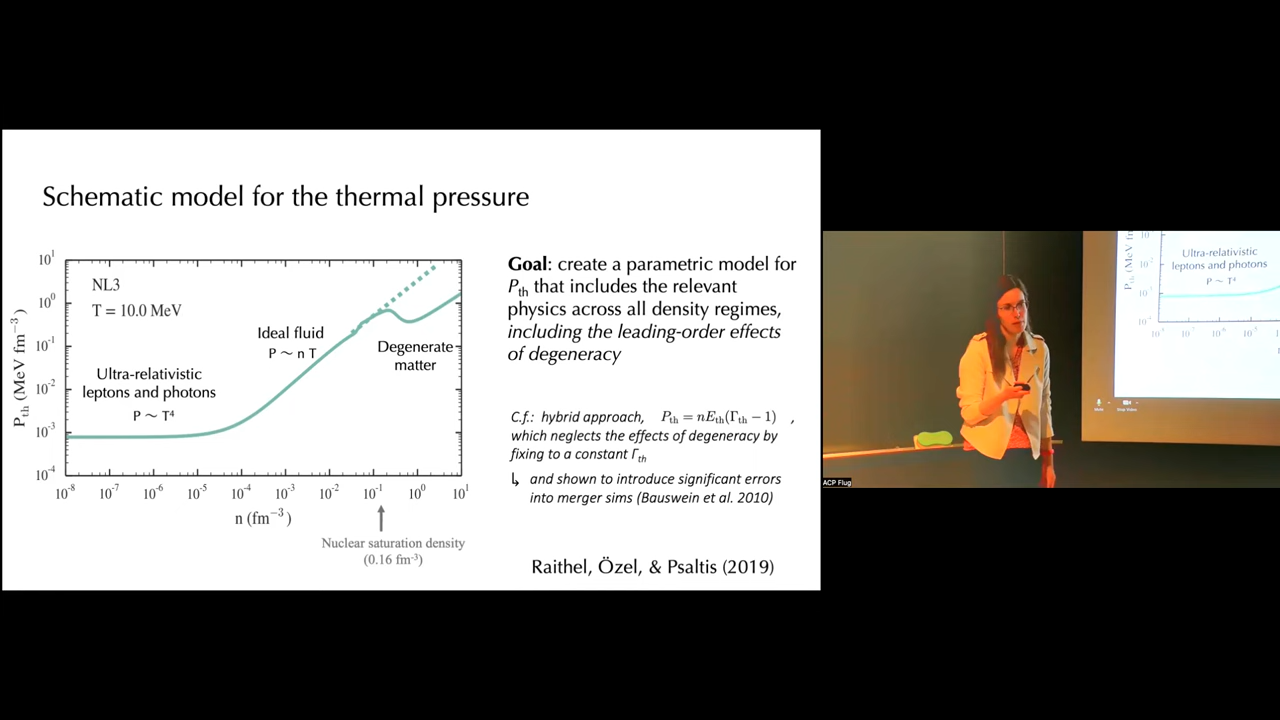 Schematic model for the thermal pressure
10¹
10⁰
10⁻¹
10⁻²
10⁻³
10⁻⁴
P_th (MeV fm⁻³)
NL3
T = 10.0 MeV
Ideal fluid
P ~ n T
Degenerate
matter
Ultra-relativistic
leptons and photons
P ~ T⁴
10⁻⁸ 10⁻⁷ 10⁻⁶ 10⁻⁵ 10⁻⁴ 10⁻³ 10⁻² 10⁻¹ 10⁰ 10¹
n (fm⁻³)
Nuclear saturation density
(0.16 fm⁻³)
Goal: create a parametric model for
P_th that includes the relevant
physics across all density regimes,
including the leading-order effects
of degeneracy
C.f.: hybrid approach, P_th = nE_th(Γ_th − 1) ,
which neglects the effects of degeneracy by
fixing to a constant Γ_th
↳ and shown to introduce significant errors
into merger sims (Bauswein et al. 2010)
Raithel, Özel, & Psaltis (2019)
Ultra-relativistic
leptons and photons
P ~ T⁴
ACP Flug